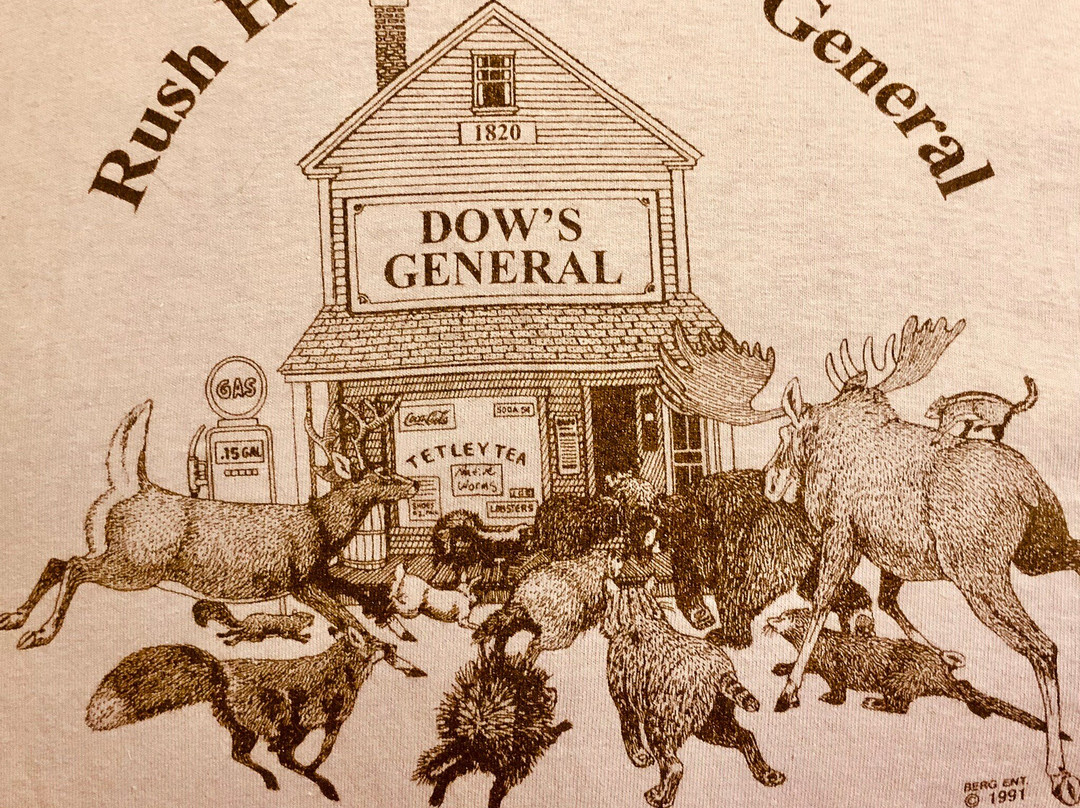 Rush H
General
1820
DOW'S
GENERAL
GAS
.15 GAL
Coca-Cola
SODA 5¢
TETLEY TEA
Worms
LOBSTERS
BERG ENT.
© 1991